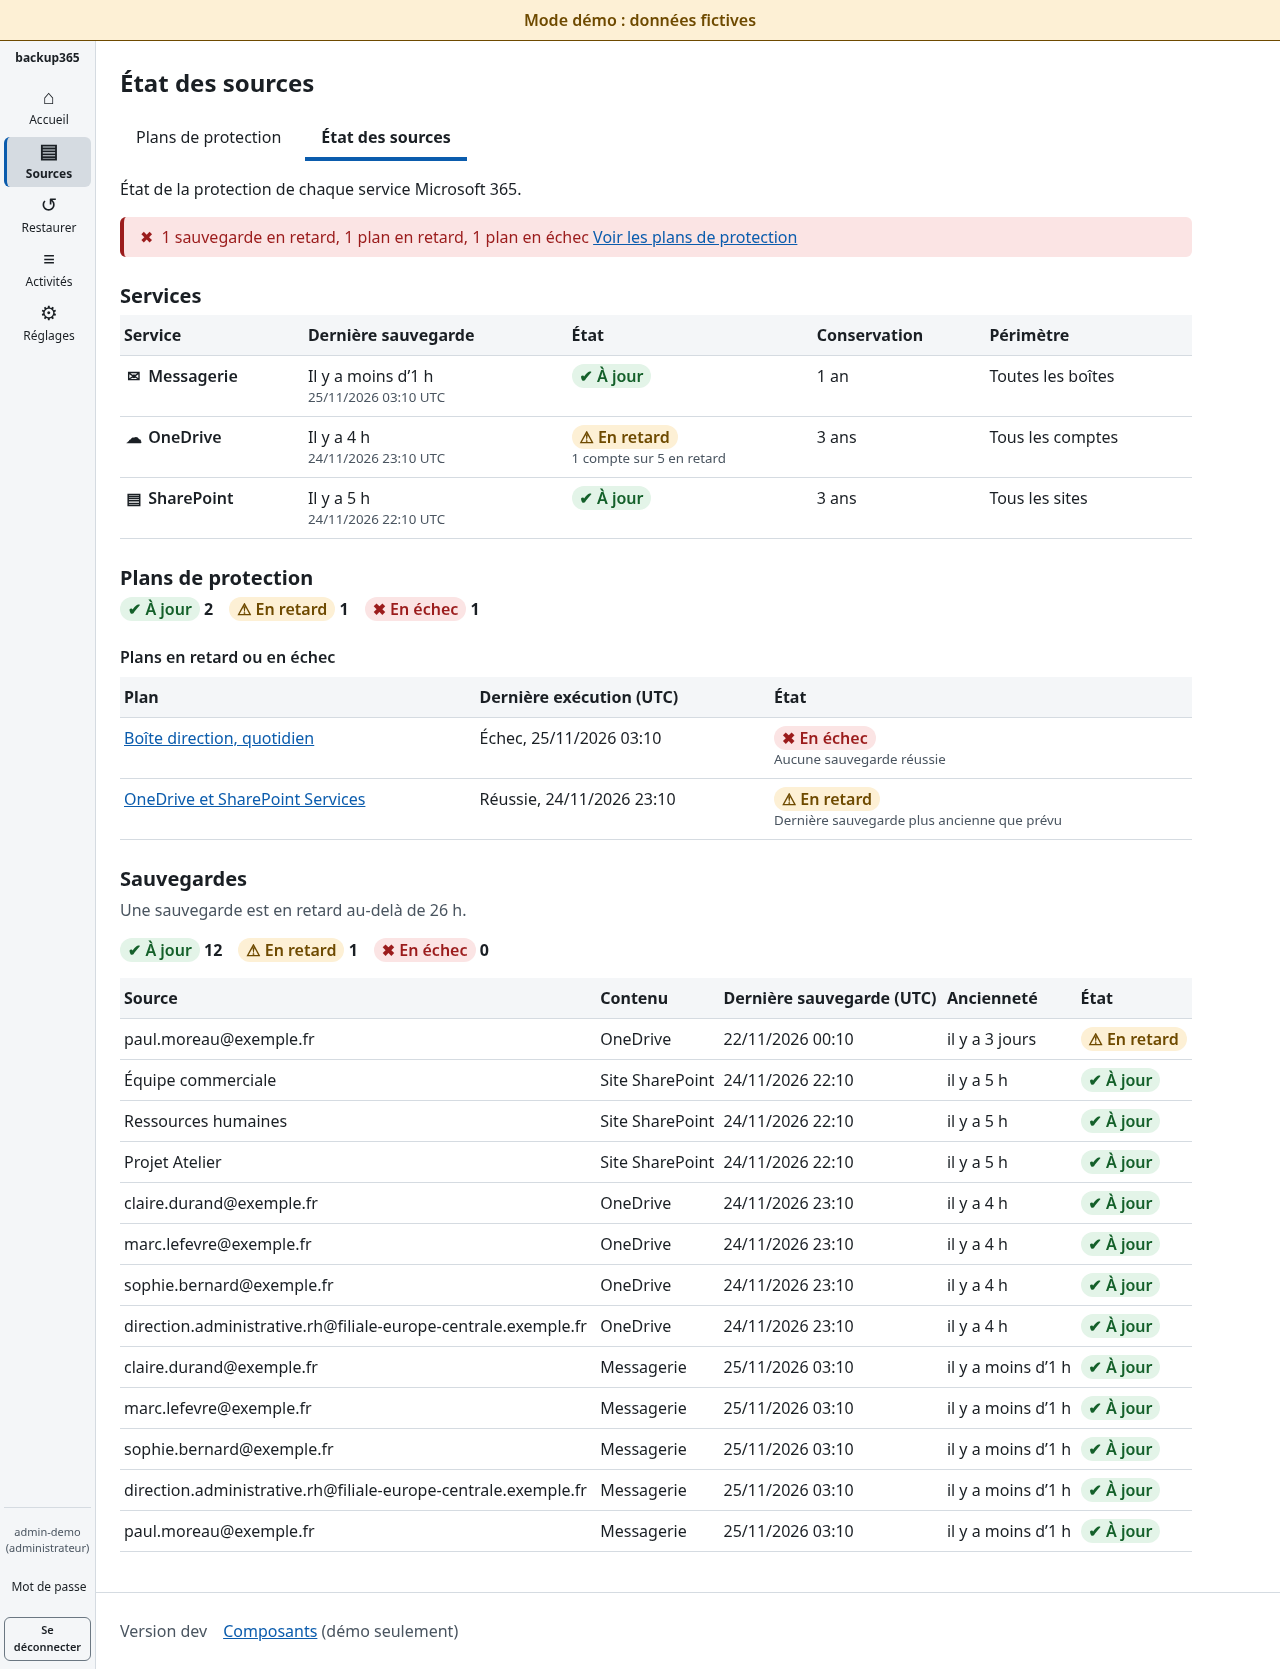 Mode démo : données fictives
backup365
Accueil
Sources
Restaurer
Activités
Réglages
admin-demo
(administrateur)
Mot de passe
Se
déconnecter
État des sources
Plans de protection État des sources
État de la protection de chaque service Microsoft 365.
✖ 1 sauvegarde en retard, 1 plan en retard, 1 plan en échec Voir les plans de protection
Services
Service Dernière sauvegarde État Conservation Périmètre
Messagerie Il y a moins d’1 h ✔ À jour 1 an Toutes les boîtes
25/11/2026 03:10 UTC
OneDrive Il y a 4 h ⚠ En retard 3 ans Tous les comptes
24/11/2026 23:10 UTC 1 compte sur 5 en retard
SharePoint Il y a 5 h ✔ À jour 3 ans Tous les sites
24/11/2026 22:10 UTC
Plans de protection
✔ À jour 2 ⚠ En retard 1 ✖ En échec 1
Plans en retard ou en échec
Plan Dernière exécution (UTC) État
Boîte direction, quotidien Échec, 25/11/2026 03:10 ✖ En échec
Aucune sauvegarde réussie
OneDrive et SharePoint Services Réussie, 24/11/2026 23:10 ⚠ En retard
Dernière sauvegarde plus ancienne que prévu
Sauvegardes
Une sauvegarde est en retard au-delà de 26 h.
✔ À jour 12 ⚠ En retard 1 ✖ En échec 0
Source Contenu Dernière sauvegarde (UTC) Ancienneté État
paul.moreau@exemple.fr OneDrive 22/11/2026 00:10 il y a 3 jours ⚠ En retard
Équipe commerciale Site SharePoint 24/11/2026 22:10 il y a 5 h ✔ À jour
Ressources humaines Site SharePoint 24/11/2026 22:10 il y a 5 h ✔ À jour
Projet Atelier Site SharePoint 24/11/2026 22:10 il y a 5 h ✔ À jour
claire.durand@exemple.fr OneDrive 24/11/2026 23:10 il y a 4 h ✔ À jour
marc.lefevre@exemple.fr OneDrive 24/11/2026 23:10 il y a 4 h ✔ À jour
sophie.bernard@exemple.fr OneDrive 24/11/2026 23:10 il y a 4 h ✔ À jour
direction.administrative.rh@filiale-europe-centrale.exemple.fr OneDrive 24/11/2026 23:10 il y a 4 h ✔ À jour
claire.durand@exemple.fr Messagerie 25/11/2026 03:10 il y a moins d’1 h ✔ À jour
marc.lefevre@exemple.fr Messagerie 25/11/2026 03:10 il y a moins d’1 h ✔ À jour
sophie.bernard@exemple.fr Messagerie 25/11/2026 03:10 il y a moins d’1 h ✔ À jour
direction.administrative.rh@filiale-europe-centrale.exemple.fr Messagerie 25/11/2026 03:10 il y a moins d’1 h ✔ À jour
paul.moreau@exemple.fr Messagerie 25/11/2026 03:10 il y a moins d’1 h ✔ À jour
Version dev Composants (démo seulement)